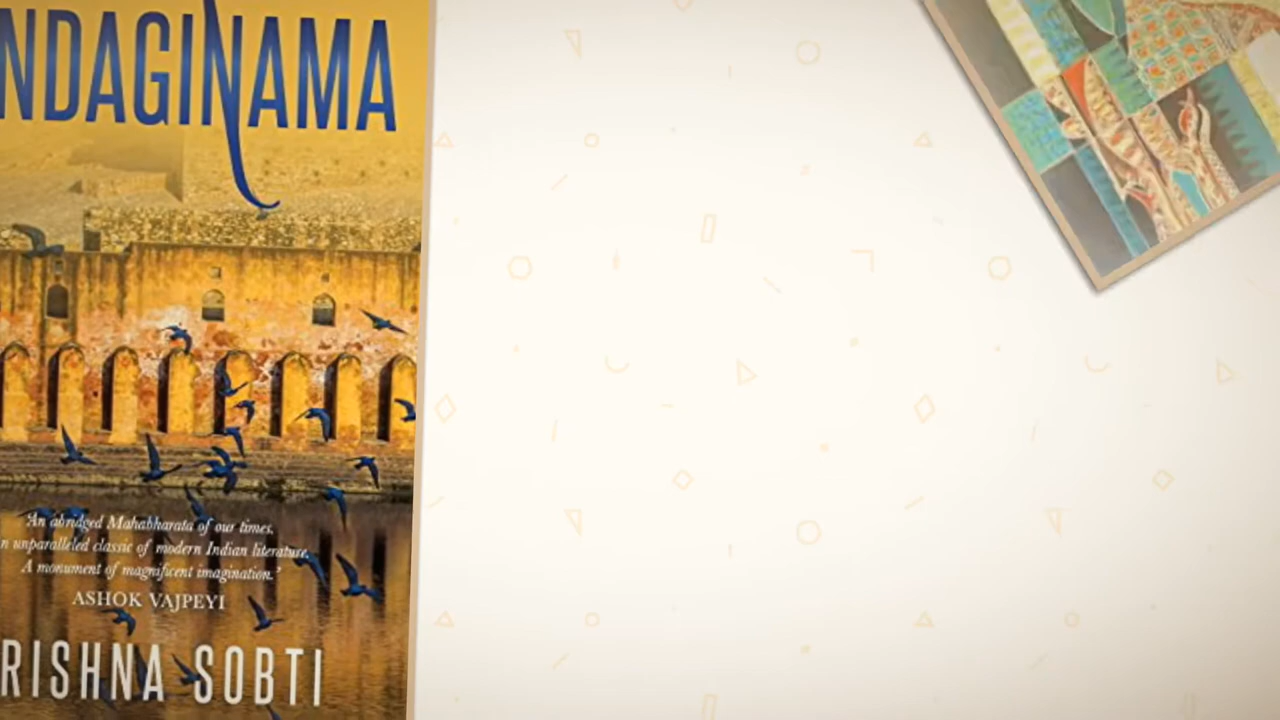 NDAGINAMA
'An abridged Mahabharata of our times,
n unparalleled classic of modern Indian literature.
A monument of magnificent imagination.'
ASHOK VAJPEYI
RISHNA SOBTI